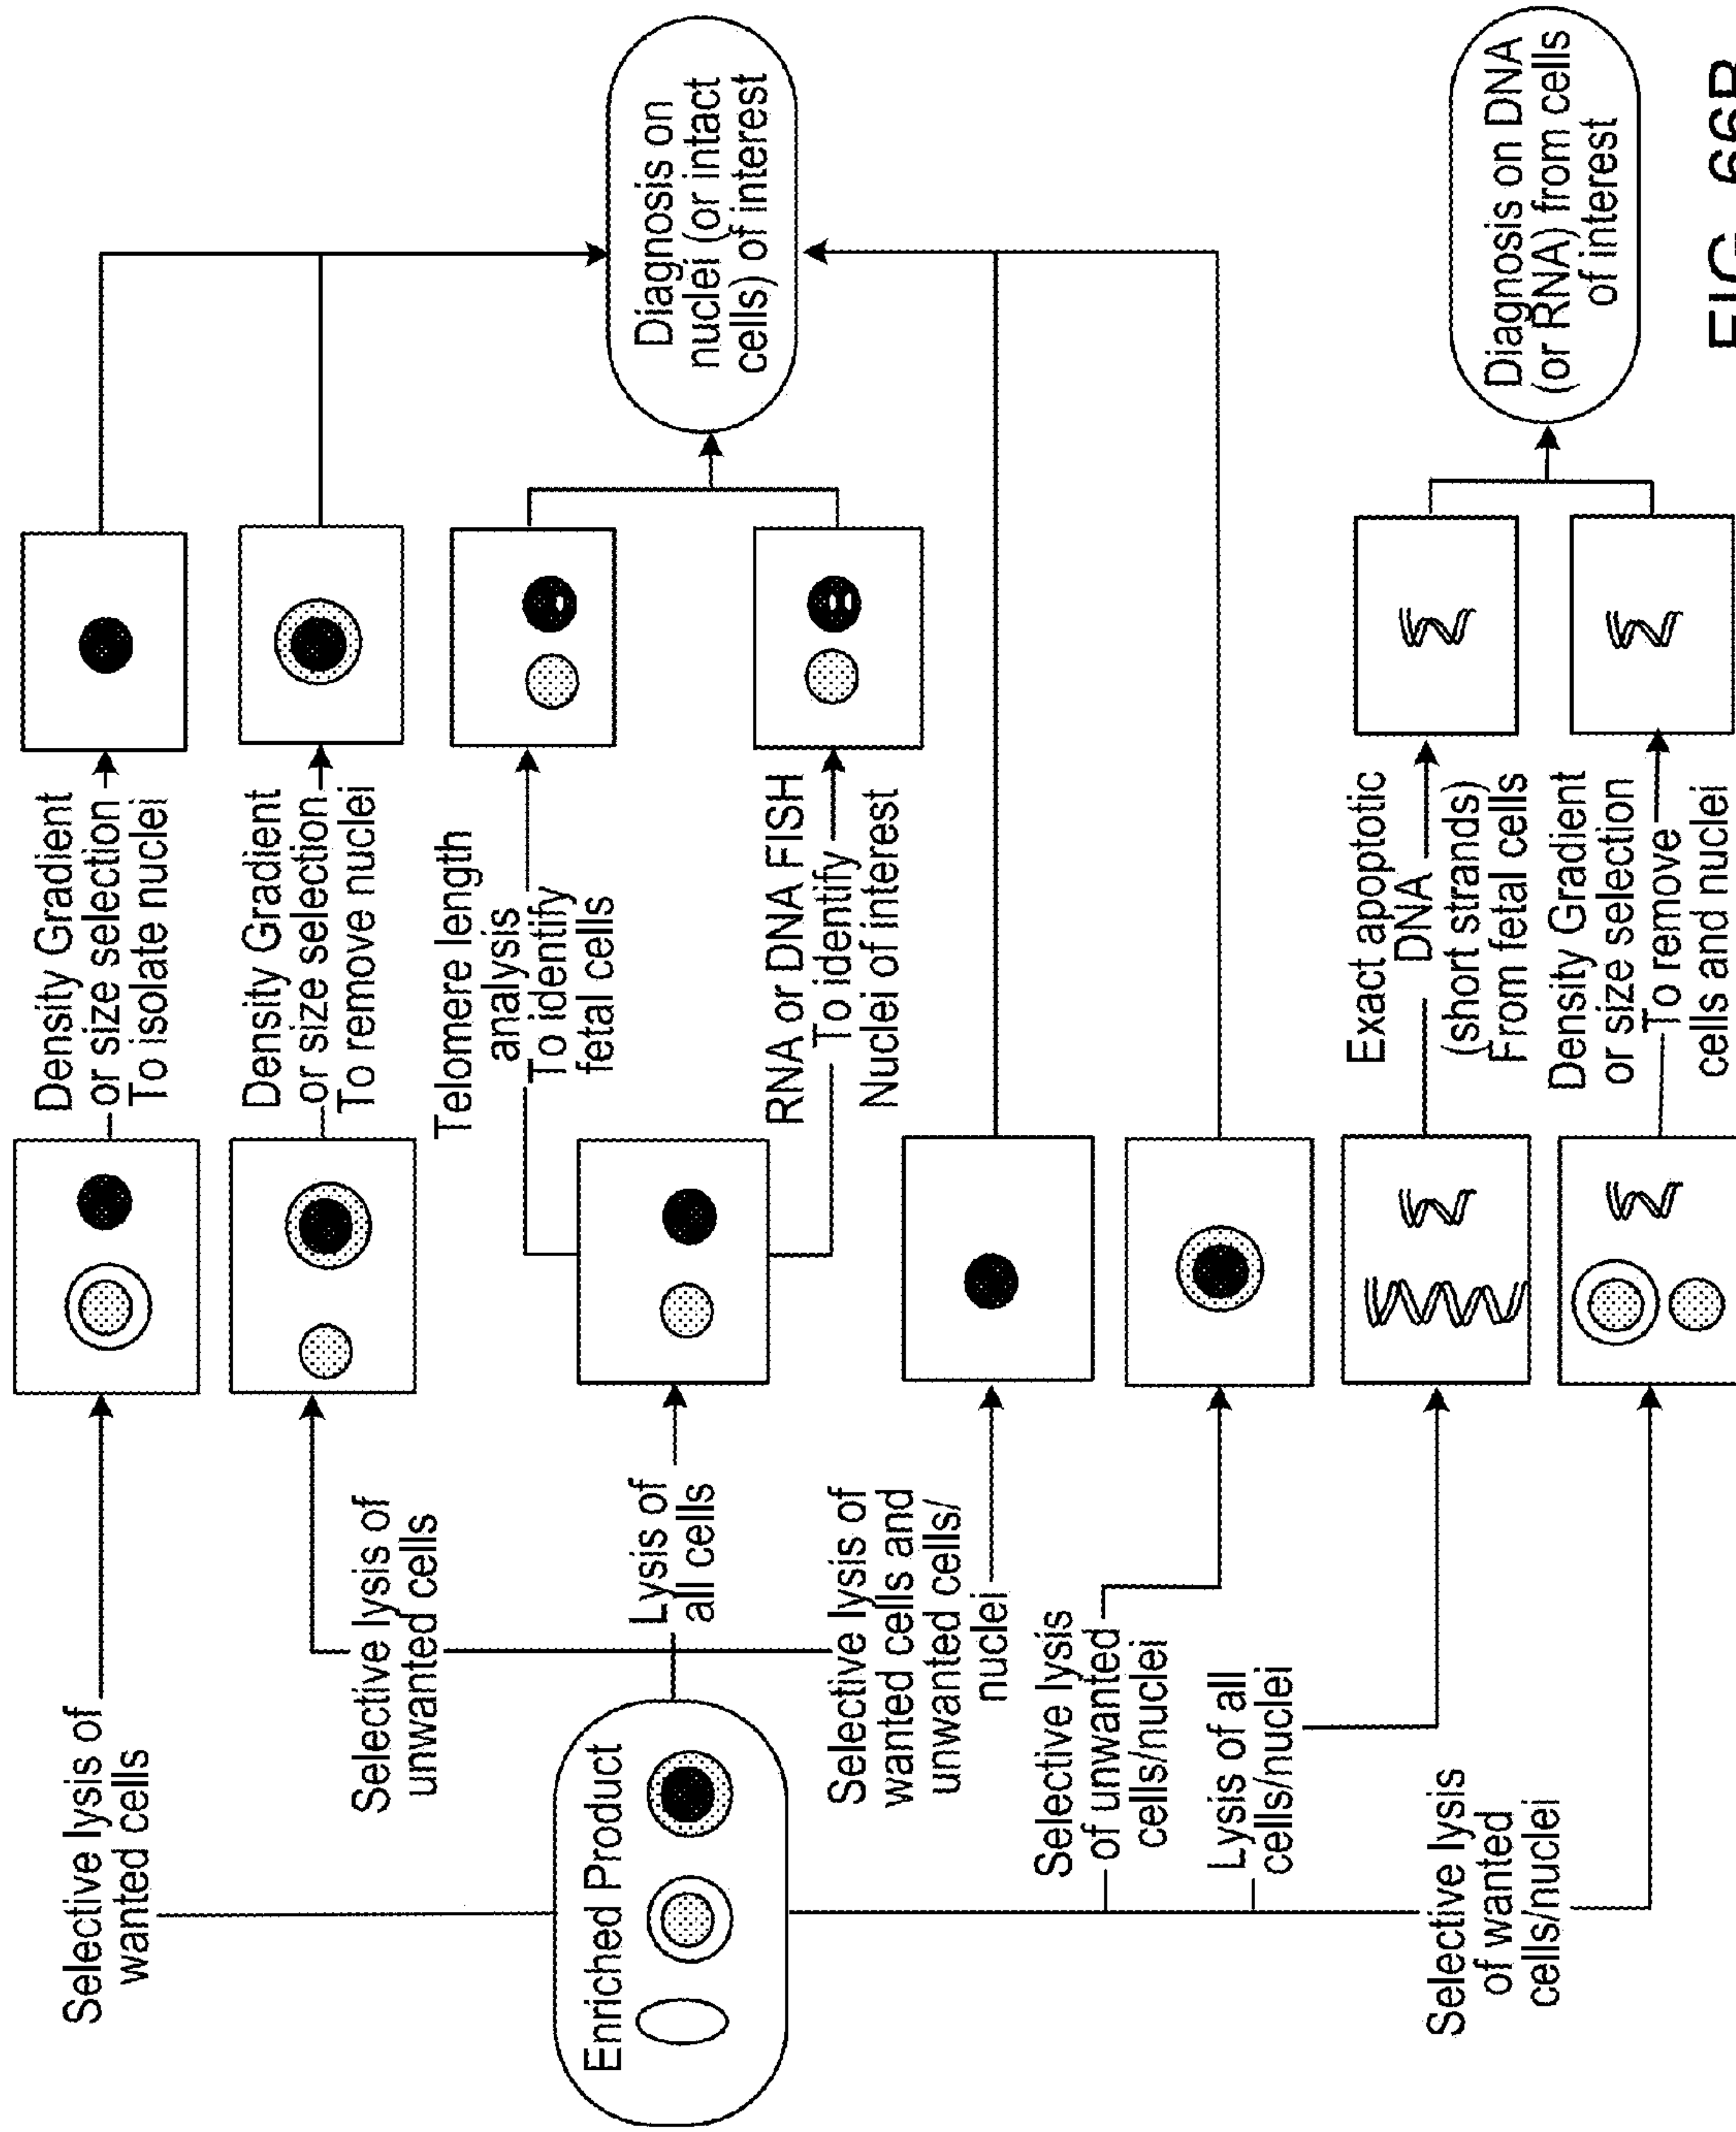 Selective lysis of
wanted cells
Selective lysis of
unwanted cells
Enriched Product
Lysis of
all cells
Selective lysis of
wanted cells and
unwanted cells/
nuclei
Selective lysis
of unwanted
cells/nuclei
Lysis of all
cells/nuclei
Selective lysis
of wanted
cells/nuclei
Density Gradient
or size selection
To isolate nuclei
Density Gradient
or size selection
To remove nuclei
Telomere length
analysis
To identify
fetal cells
RNA or DNA FISH
To identify
Nuclei of interest
Exact apoptotic
DNA
(short strands)
From fetal cells
Density Gradient
or size selection
To remove
cells and nuclei
Diagnosis on
nuclei (or intact
cells) of interest
Diagnosis on DNA
(or RNA) from cells
of interest
FIG. 66B